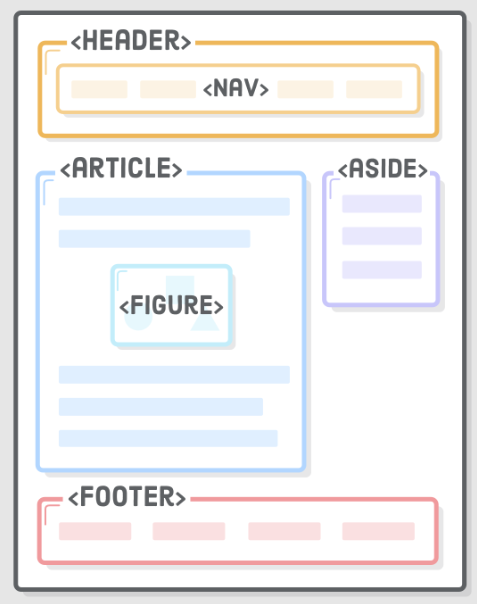 <HEADER>
<NAV>
<ARTICLE>
<ASIDE>
<FIGURE>
<FOOTER>